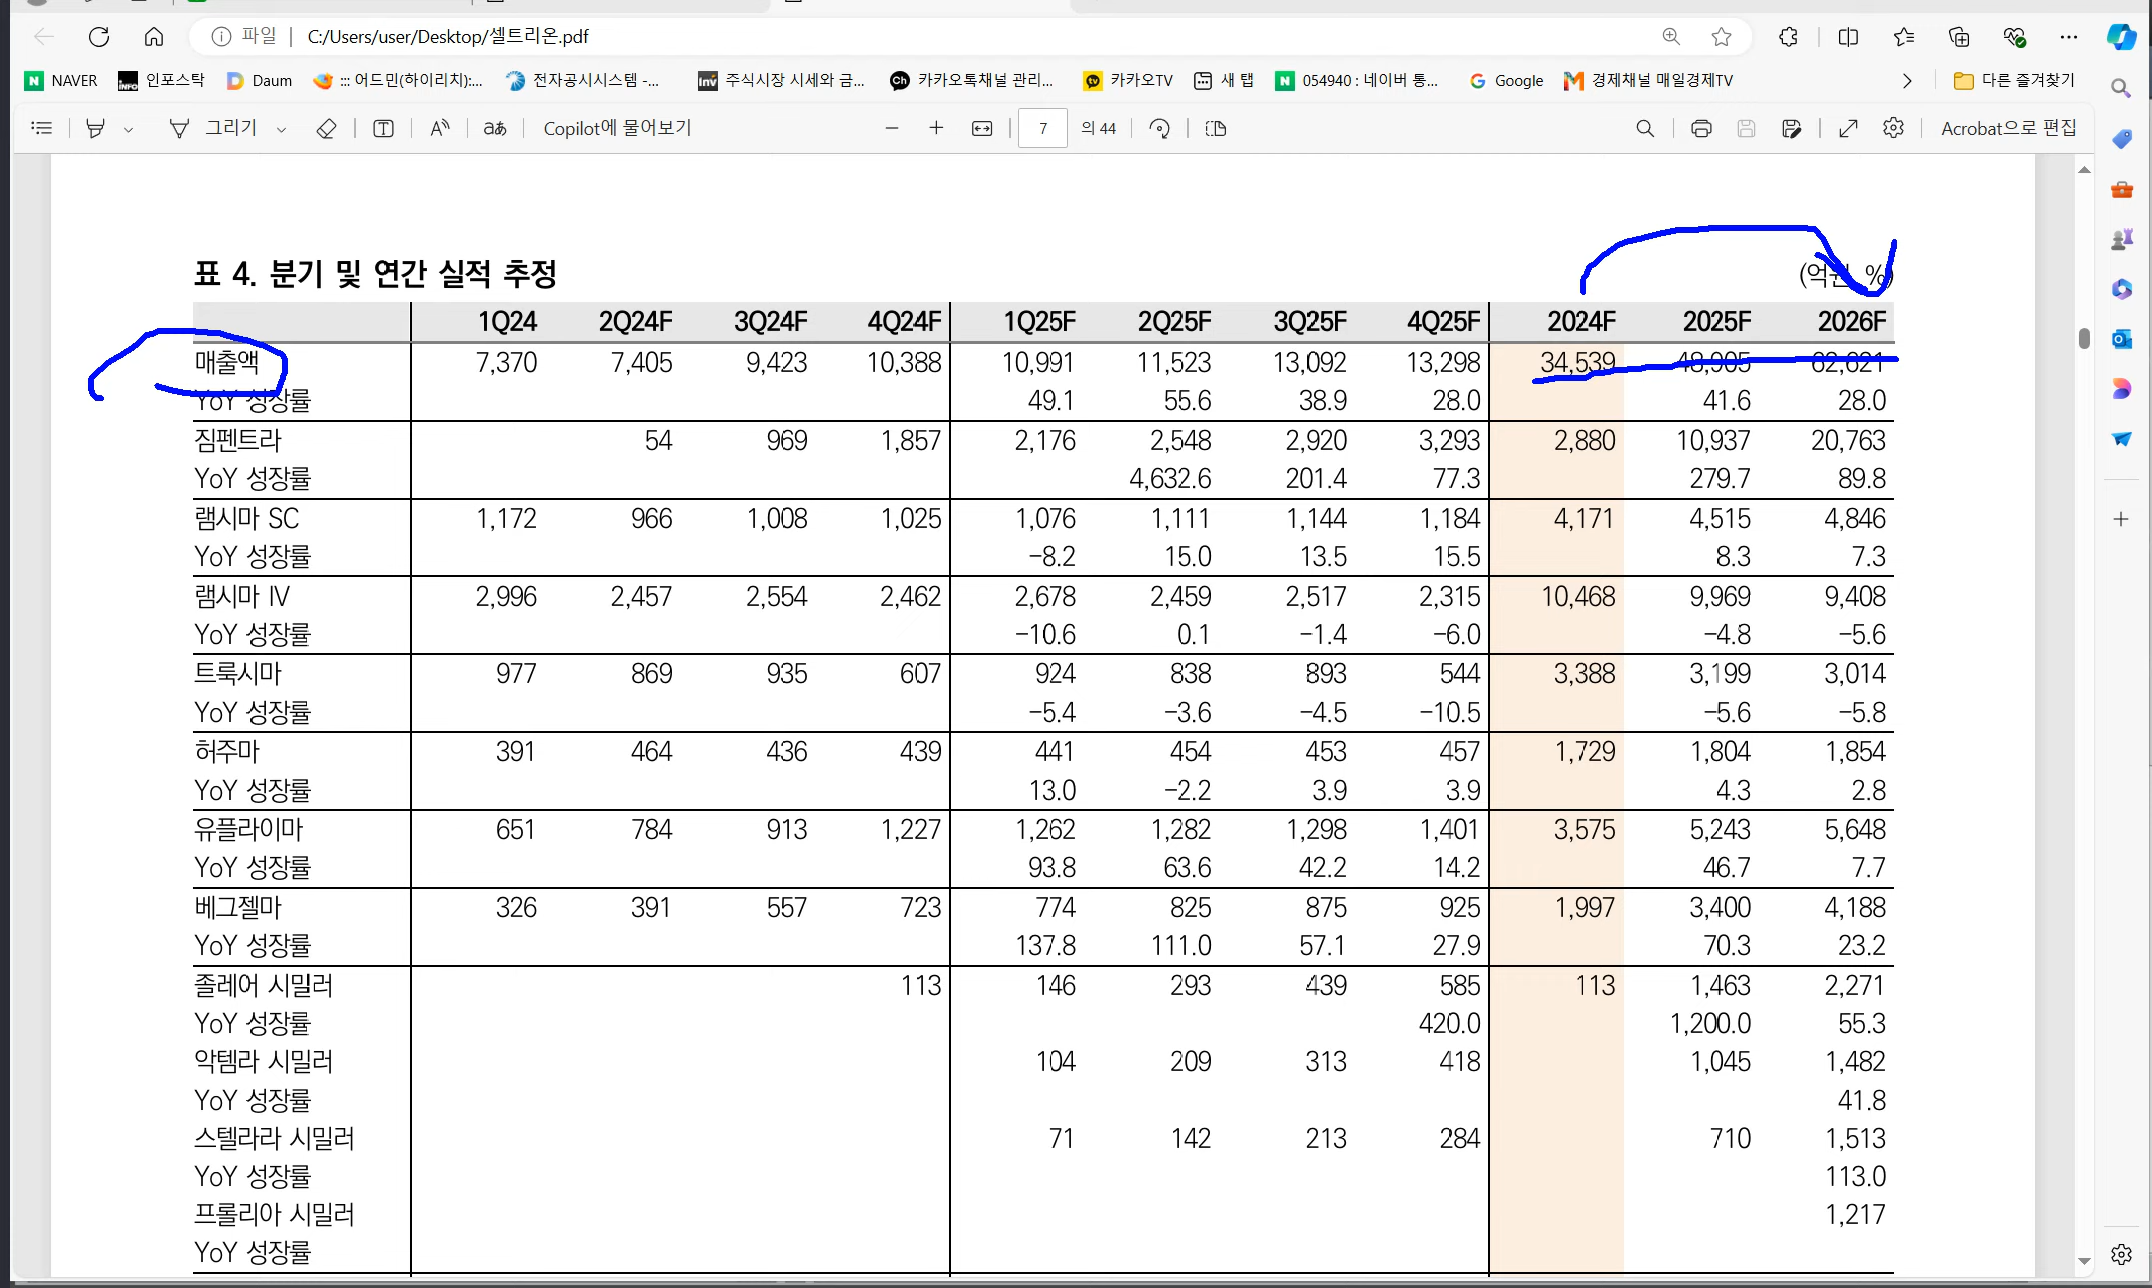 파일 | C:/Users/user/Desktop/셀트리온.pdf
NAVER 인포스탁 Daum ::: 어드민(하이리치):... 전자공시시스템 -... 주식시장 시세와 금... 카카오톡채널 관리... 카카오TV 새 탭 054940 : 네이버 통... Google 경제채널 매일경제TV 다른 즐겨찾기
그리기 Copilot에 물어보기 7 의 44 Acrobat으로 편집
표 4. 분기 및 연간 실적 추정
(억원, %)
1Q24 2Q24F 3Q24F 4Q24F 1Q25F 2Q25F 3Q25F 4Q25F 2024F 2025F 2026F
매출액 7,370 7,405 9,423 10,388 10,991 11,523 13,092 13,298 34,539 48,905 62,621
YoY 성장률 49.1 55.6 38.9 28.0 41.6 28.0
짐펜트라 54 969 1,857 2,176 2,548 2,920 3,293 2,880 10,937 20,763
YoY 성장률 4,632.6 201.4 77.3 279.7 89.8
램시마 SC 1,172 966 1,008 1,025 1,076 1,111 1,144 1,184 4,171 4,515 4,846
YoY 성장률 −8.2 15.0 13.5 15.5 8.3 7.3
램시마 IV 2,996 2,457 2,554 2,462 2,678 2,459 2,517 2,315 10,468 9,969 9,408
YoY 성장률 −10.6 0.1 −1.4 −6.0 −4.8 −5.6
트룩시마 977 869 935 607 924 838 893 544 3,388 3,199 3,014
YoY 성장률 −5.4 −3.6 −4.5 −10.5 −5.6 −5.8
허주마 391 464 436 439 441 454 453 457 1,729 1,804 1,854
YoY 성장률 13.0 −2.2 3.9 3.9 4.3 2.8
유플라이마 651 784 913 1,227 1,262 1,282 1,298 1,401 3,575 5,243 5,648
YoY 성장률 93.8 63.6 42.2 14.2 46.7 7.7
베그젤마 326 391 557 723 774 825 875 925 1,997 3,400 4,188
YoY 성장률 137.8 111.0 57.1 27.9 70.3 23.2
졸레어 시밀러 113 146 293 439 585 113 1,463 2,271
YoY 성장률 420.0 1,200.0 55.3
악템라 시밀러 104 209 313 418 1,045 1,482
YoY 성장률 41.8
스텔라라 시밀러 71 142 213 284 710 1,513
YoY 성장률 113.0
프롤리아 시밀러 1,217
YoY 성장률